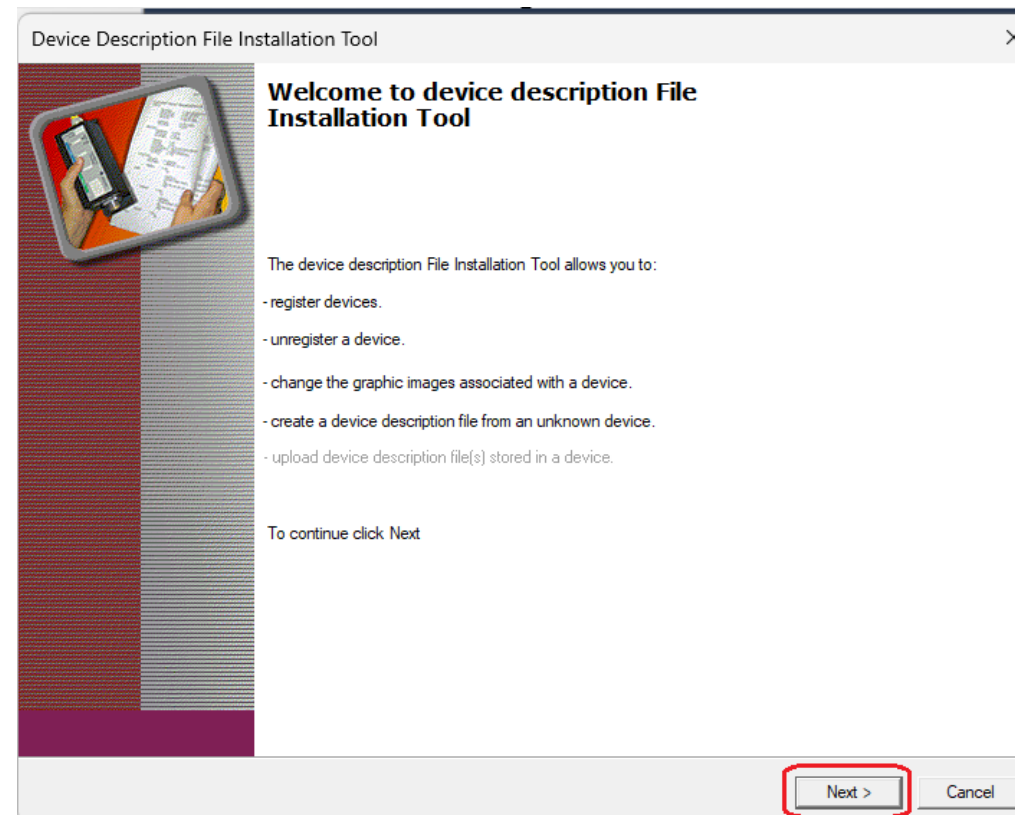 Device Description File Installation Tool
Welcome to device description File
Installation Tool
The device description File Installation Tool allows you to:
- register devices.
- unregister a device.
- change the graphic images associated with a device.
- create a device description file from an unknown device.
- upload device description file(s) stored in a device.
To continue click Next
Next >
Cancel